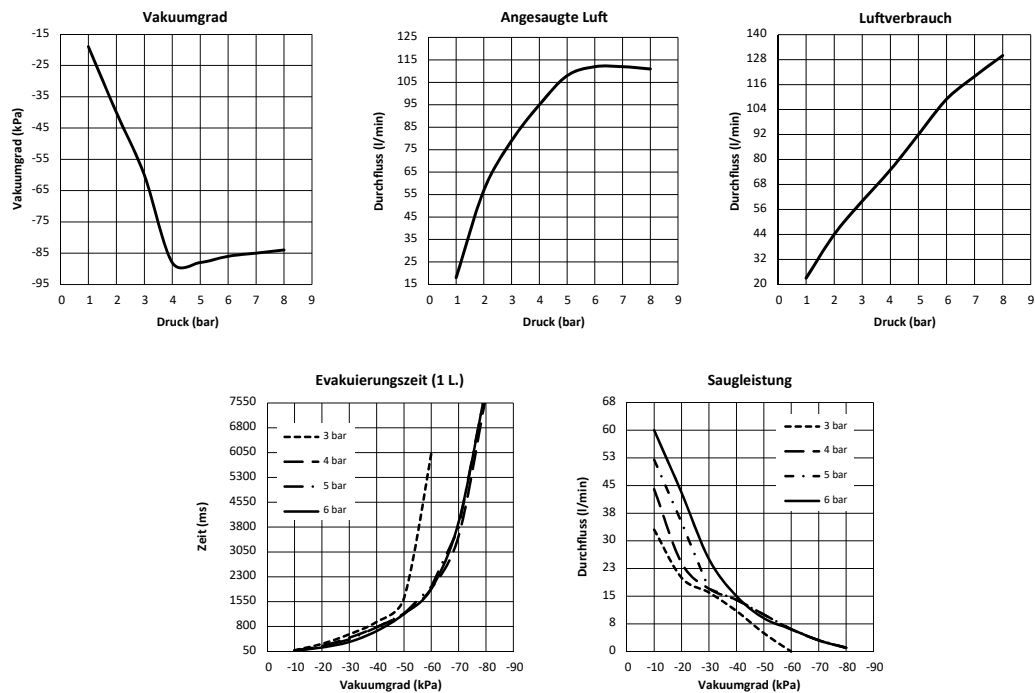 Vakuumgrad
Vakuumgrad (kPa)
-15
-25
-35
-45
-55
-65
-75
-85
-95
0 1 2 3 4 5 6 7 8 9
Druck (bar)
Angesaugte Luft
Durchfluss (l/min)
125
115
105
95
85
75
65
55
45
35
25
15
0 1 2 3 4 5 6 7 8 9
Druck (bar)
Luftverbrauch
Durchfluss (l/min)
140
128
116
104
92
80
68
56
44
32
20
0 1 2 3 4 5 6 7 8 9
Druck (bar)
Evakuierungszeit (1 L.)
Zeit (ms)
7550
6800
6050
5300
4550
3800
3050
2300
1550
800
50
3 bar
4 bar
5 bar
6 bar
0 -10 -20 -30 -40 -50 -60 -70 -80 -90
Vakuumgrad (kPa)
Saugleistung
Durchfluss (l/min)
68
60
53
45
38
30
23
15
8
0
3 bar
4 bar
5 bar
6 bar
0 -10 -20 -30 -40 -50 -60 -70 -80 -90
Vakuumgrad (kPa)